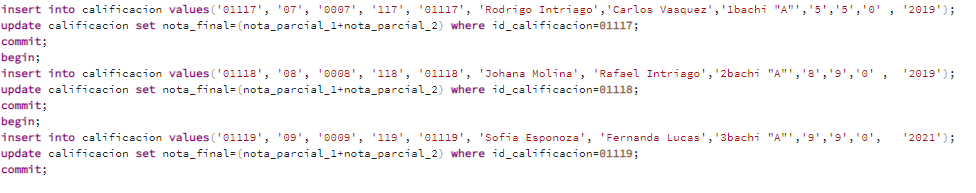 insert into calificacion values('01117', '07', '0007', '117', '01117', 'Rodrigo Intriago','Carlos Vasquez','1bachi "A"','5','5','0' , '2019');
update calificacion set nota_final=(nota_parcial_1+nota_parcial_2) where id_calificacion=01117;
commit;
begin;
insert into calificacion values('01118', '08', '0008', '118', '01118', 'Johana Molina', 'Rafael Intriago','2bachi "A"','8','9','0' ,  '2019');
update calificacion set nota_final=(nota_parcial_1+nota_parcial_2) where id_calificacion=01118;
commit;
begin;
insert into calificacion values('01119', '09', '0009', '119', '01119', 'Sofia Esponoza', 'Fernanda Lucas','3bachi "A"','9','9','0',   '2021');
update calificacion set nota_final=(nota_parcial_1+nota_parcial_2) where id_calificacion=01119;
commit;